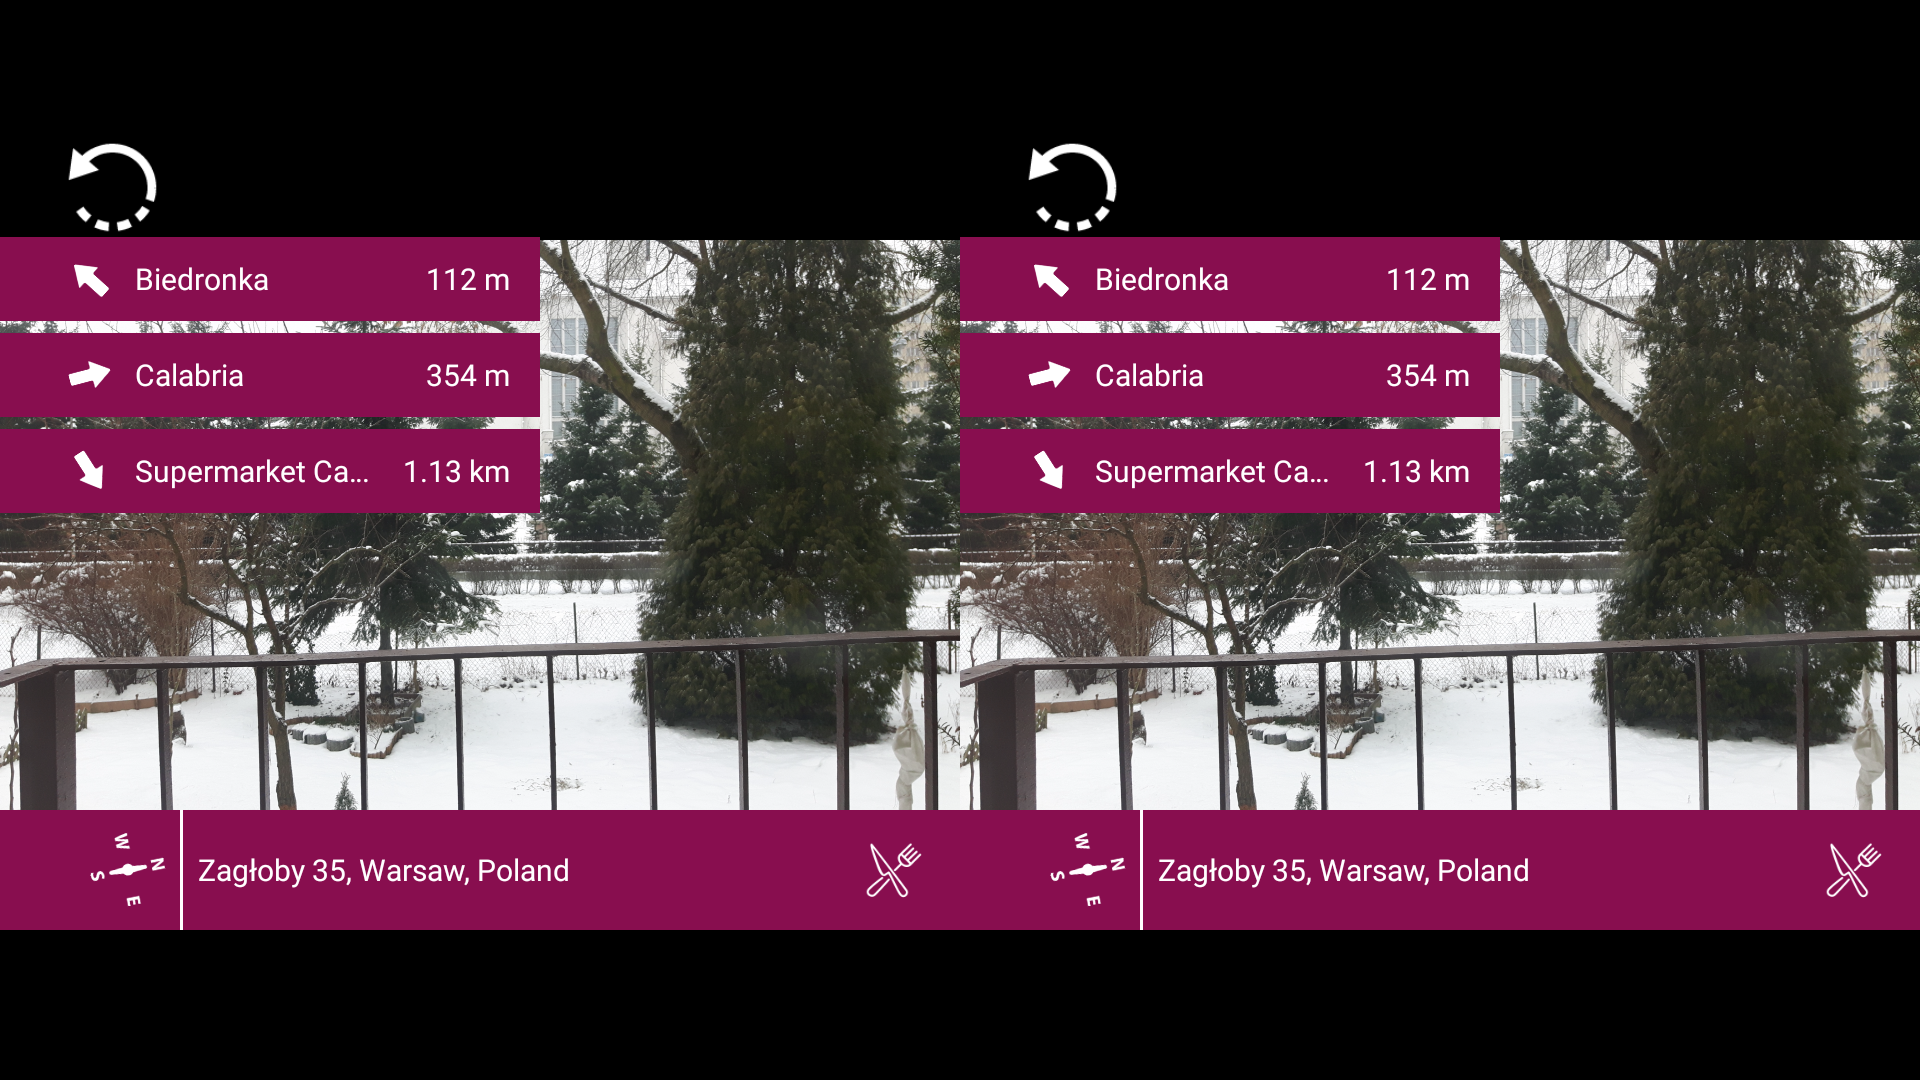 Biedronka 112 m
Calabria 354 m
Supermarket Ca... 1.13 km
W
N
S
E
Zagłoby 35, Warsaw, Poland
Biedronka 112 m
Calabria 354 m
Supermarket Ca... 1.13 km
W
N
S
E
Zagłoby 35, Warsaw, Poland